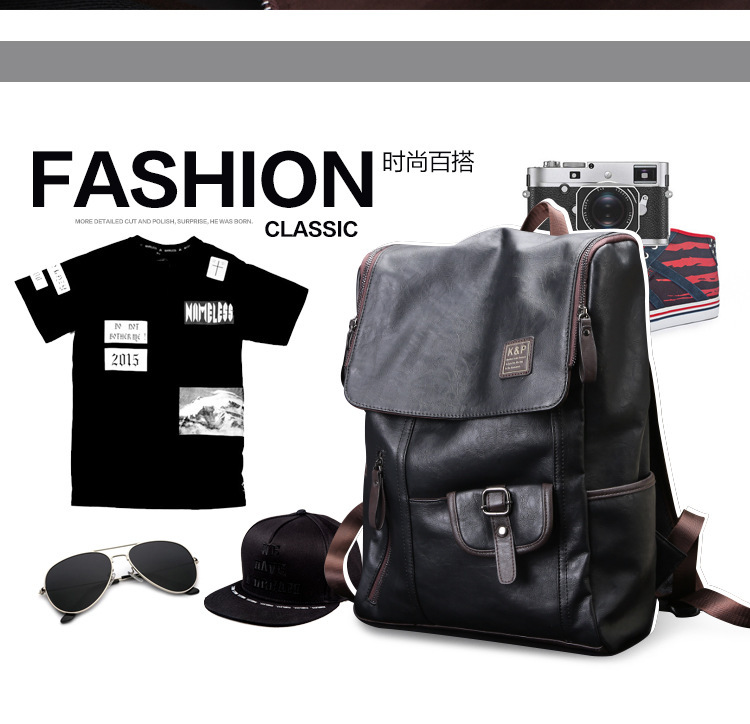 FASHION 时尚百搭
MORE DETAILED CUT AND POLISH, SURPRISE, HE WAS BORN.
CLASSIC
NAMELESS
DO NOT
BOTHER ME!
2015
K&P